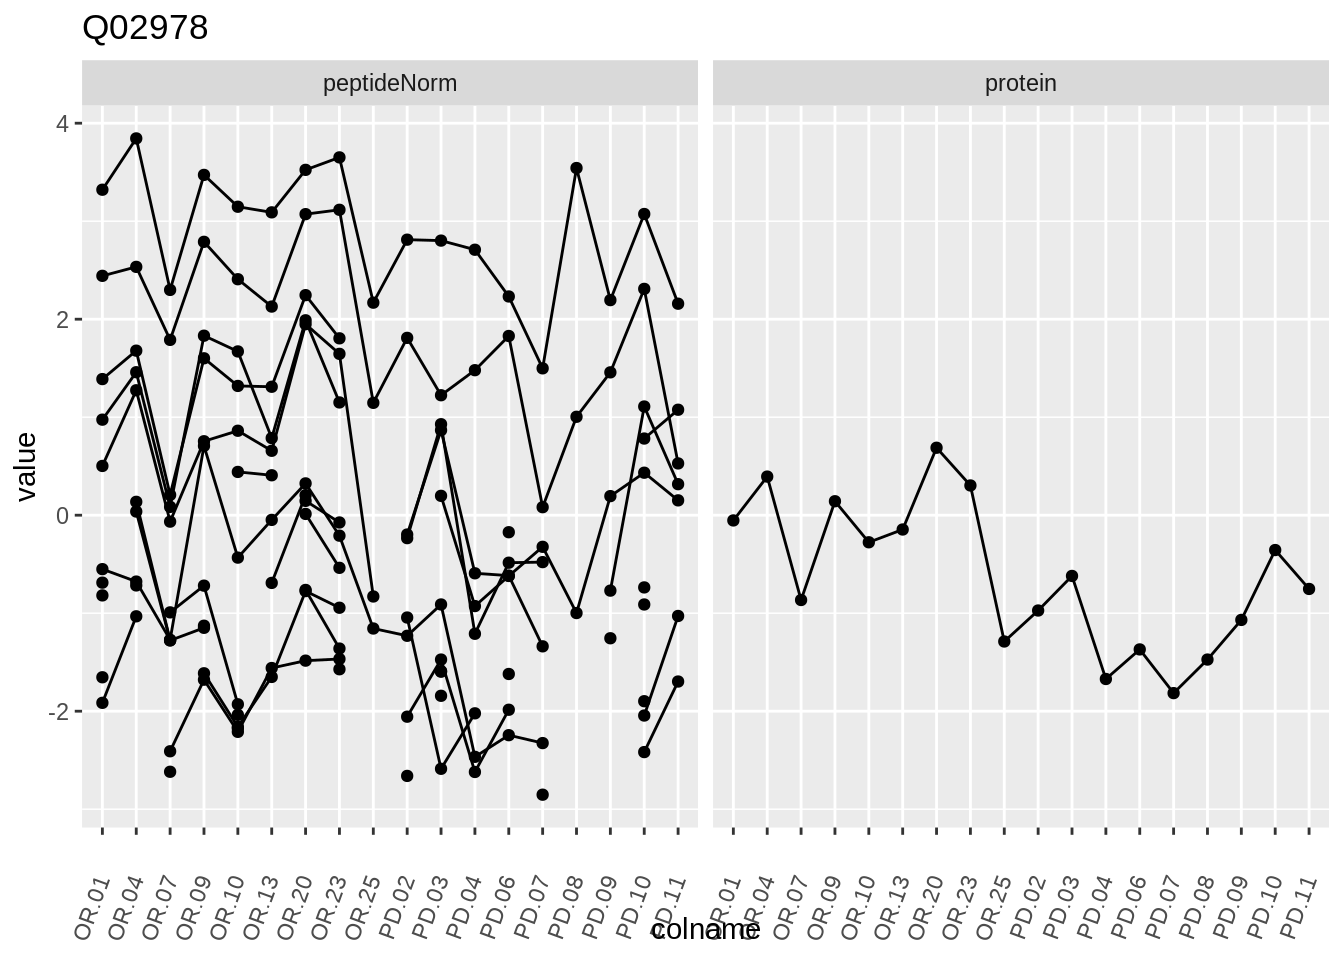 Q02978
peptideNorm
protein
value
4
2
0
-2
OR.01
OR.04
OR.07
OR.09
OR.10
OR.13
OR.20
OR.23
OR.25
PD.02
PD.03
PD.04
PD.06
PD.07
PD.08
PD.09
PD.10
PD.11
OR.01
OR.04
OR.07
OR.09
OR.10
OR.13
OR.20
OR.23
OR.25
PD.02
PD.03
PD.04
PD.06
PD.07
PD.08
PD.09
PD.10
PD.11
colname